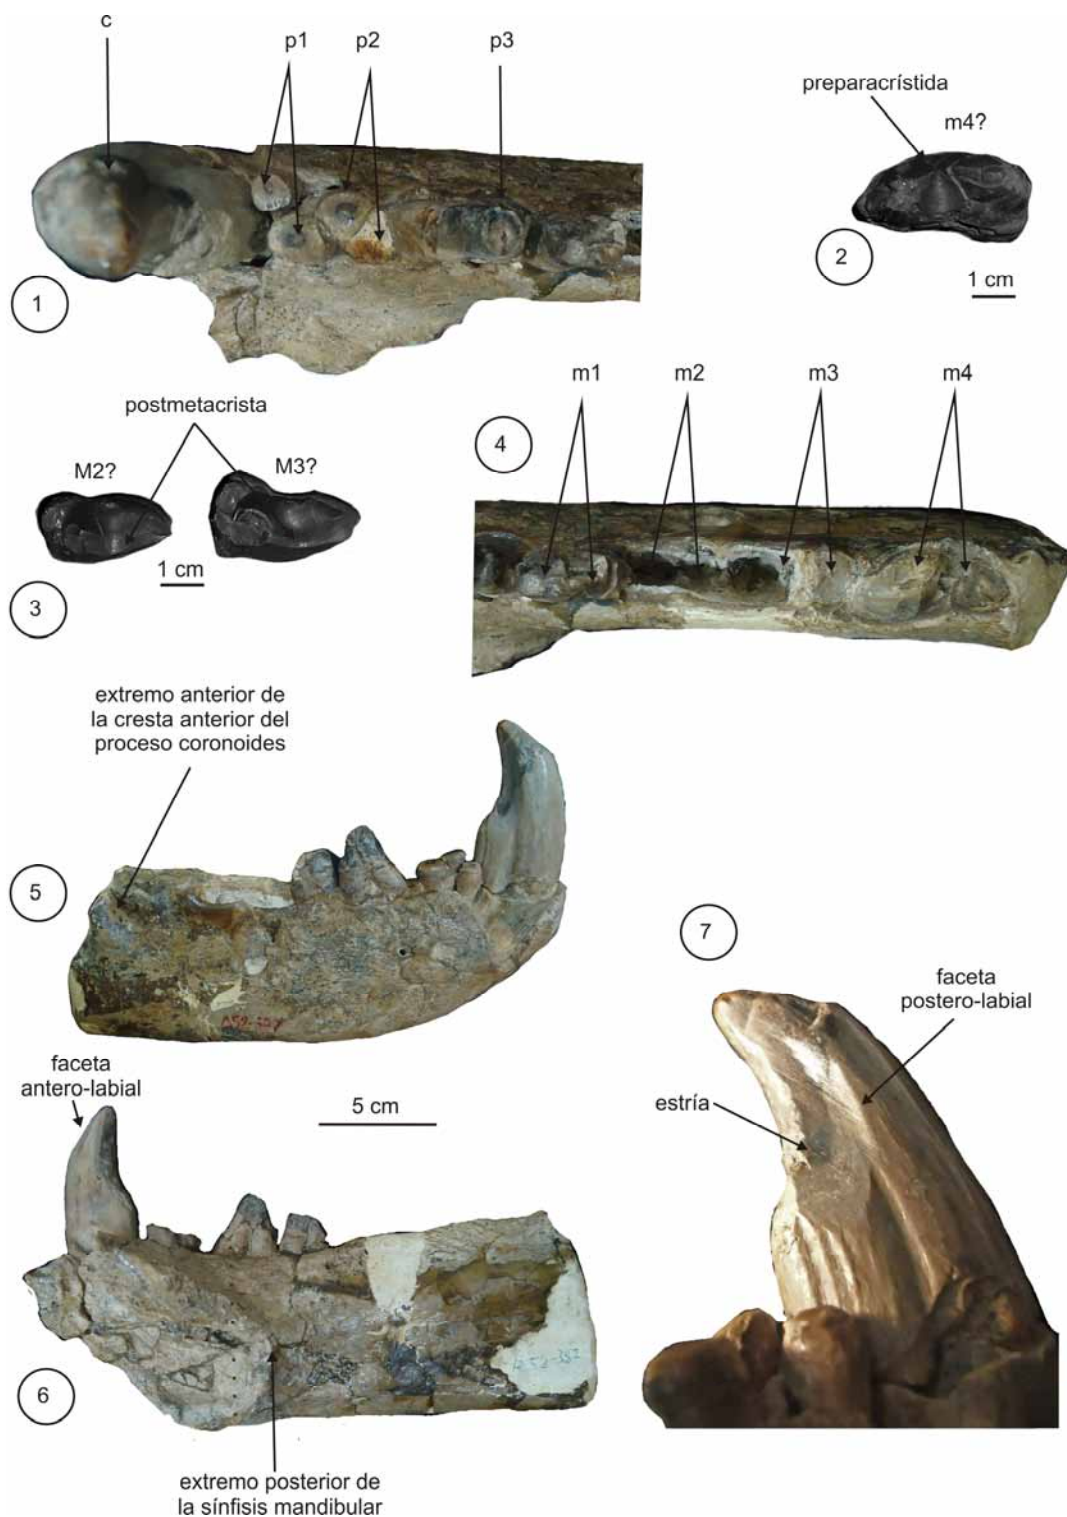 c
p1
p2
p3
1
preparacrístida
m4?
2
1 cm
postmetacrista
M2?
M3?
1 cm
3
m1
m2
m3
m4
4
extremo anterior de
la cresta anterior del
proceso coronoides
5
faceta
antero-labial
5 cm
6
extremo posterior de
la sínfisis mandibular
7
faceta
postero-labial
estría